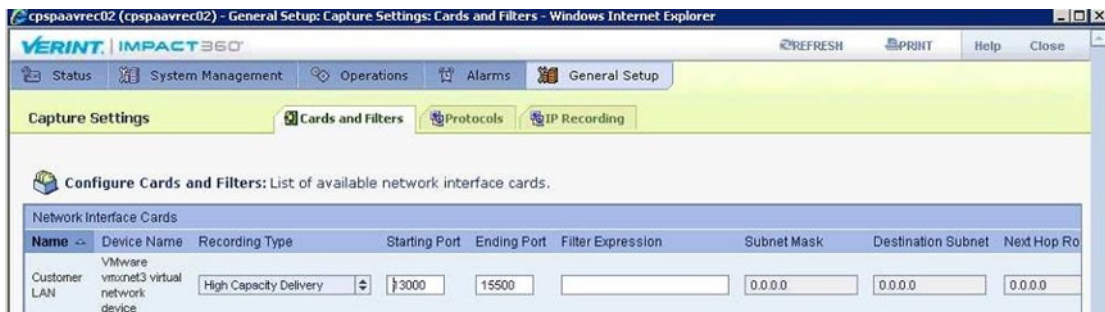 cpspaavrec02 (cpspaavrec02) - General Setup: Capture Settings: Cards and Filters - Windows Internet Explorer
VERINT. IMPACT360 REFRESH PRINT Help Close
Status System Management Operations Alarms General Setup
Capture Settings Cards and Filters Protocols IP Recording
Configure Cards and Filters: List of available network interface cards.
Network Interface Cards
Name Device Name Recording Type Starting Port Ending Port Filter Expression Subnet Mask Destination Subnet Next Hop Ro
Customer LAN VMware vmxnet3 virtual network device High Capacity Delivery 13000 15500 0.0.0.0 0.0.0.0 0.0.0.0